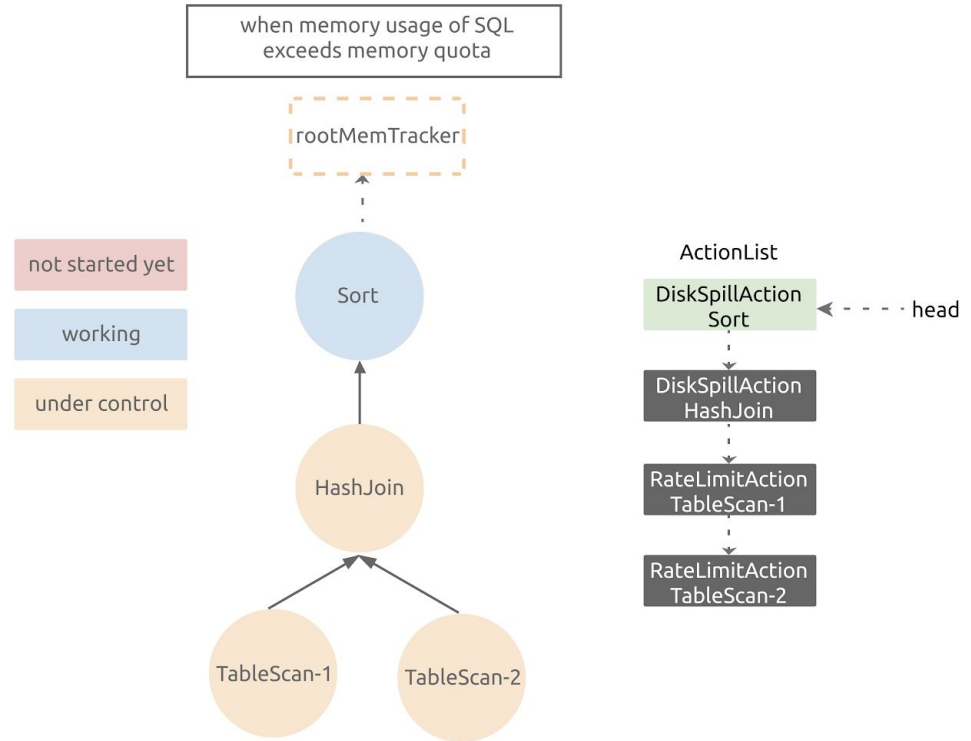 when memory usage of SQL
exceeds memory quota
rootMemTracker
not started yet
working
under control
Sort
HashJoin
TableScan-1
TableScan-2
ActionList
DiskSpillAction
Sort
head
DiskSpillAction
HashJoin
RateLimitAction
TableScan-1
RateLimitAction
TableScan-2